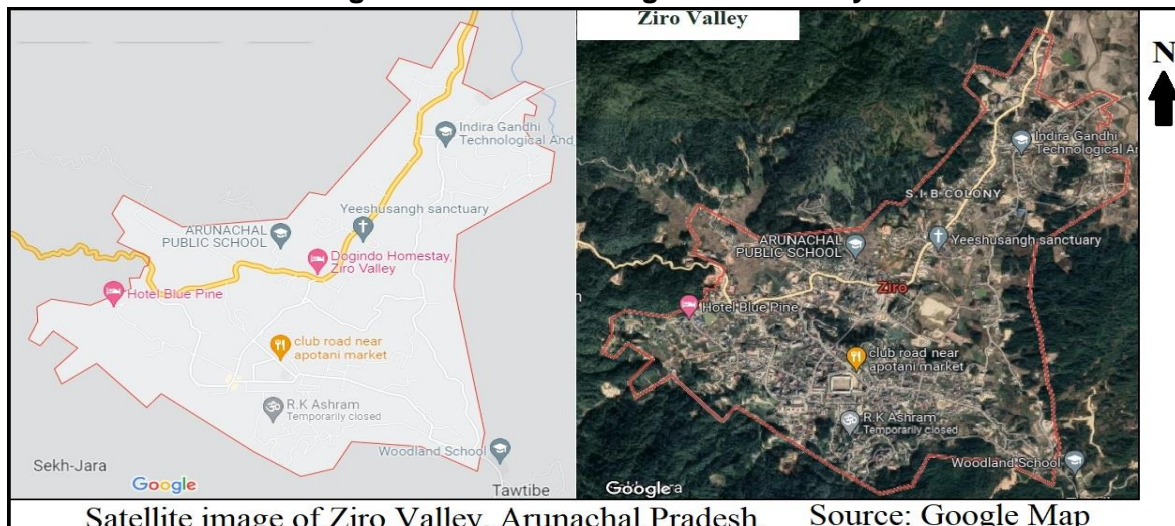 Ziro Valley
N
Indira Gandhi
Technological And
Yeeshusangh sanctuary
ARUNACHAL
PUBLIC SCHOOL
Dogindo Homestay,
Ziro Valley
Hotel Blue Pine
club road near
apotani market
R.K Ashram
Temporarily closed
Woodland School
Sekh-Jara
Google
Tawtibe
Indira Gandhi
Technological Ar
S.I.B COLONY
Yeeshusangh sanctuary
ARUNACHAL
PUBLIC SCHOOL
Ziro
Hotel Blue Pine
club road near
apotani market
R.K Ashram
Temporarily closed
Woodland School
Google
Satellite image of Ziro Valley, Arunachal Pradesh
Source: Google Map